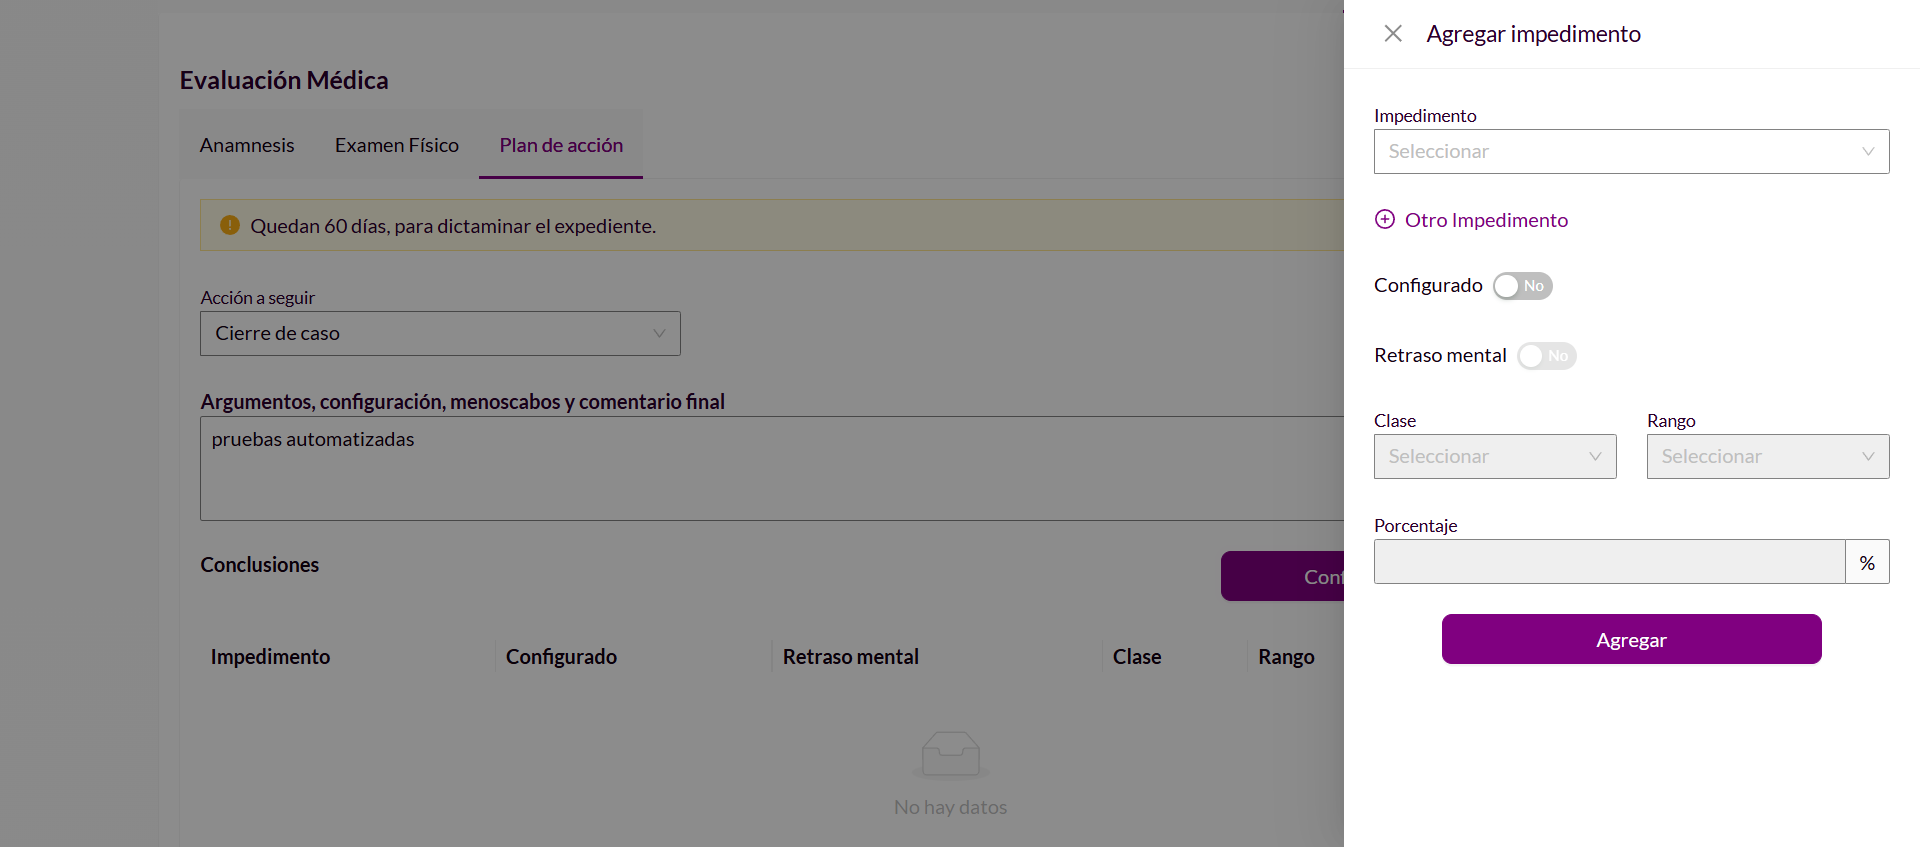 Evaluación Médica
Anamnesis
Examen Físico
Plan de acción
Quedan 60 días, para dictaminar el expediente.
Acción a seguir
Cierre de caso
Argumentos, configuración, menoscabos y comentario final
pruebas automatizadas
Conclusiones
Impedimento
Configurado
Retraso mental
Clase
Rango
No hay datos
Agregar impedimento
Impedimento
Seleccionar
Otro Impedimento
Configurado No
Retraso mental No
Clase
Seleccionar
Rango
Seleccionar
Porcentaje
%
Agregar